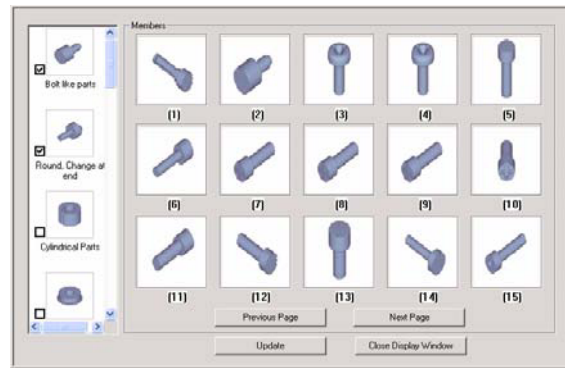 Members
Bolt like parts
Round, Change at
end
Cylindrical Parts
(1) (2) (3) (4) (5)
(6) (7) (8) (9) (10)
(11) (12) (13) (14) (15)
Previous Page Next Page
Update Close Display Window